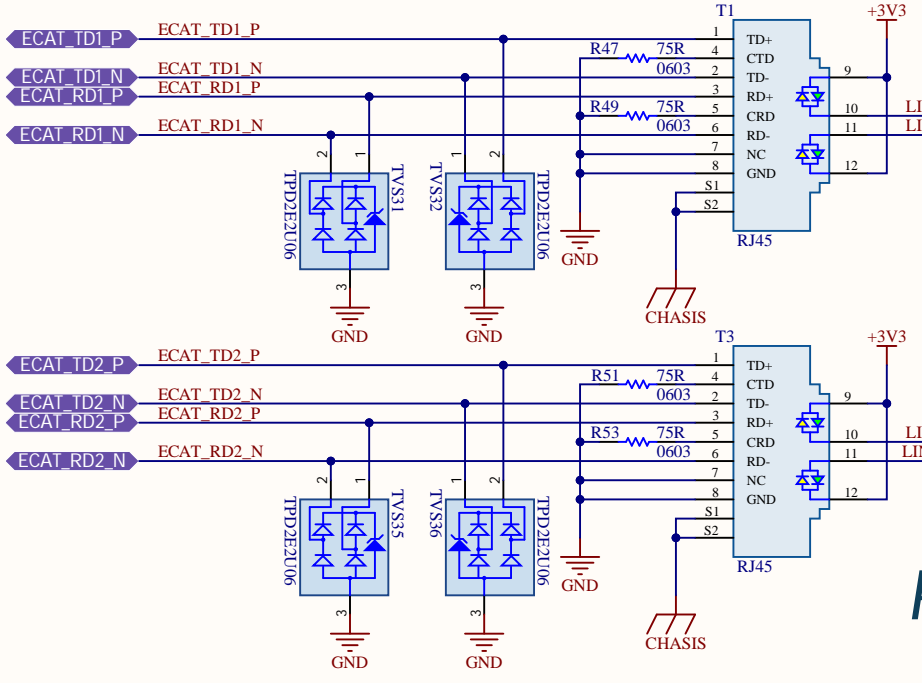 T1
+3V3
ECAT_TD1_P
ECAT_TD1_P
1
TD+
R47
75R
4
CTD
0603
ECAT_TD1_N
ECAT_TD1_N
2
TD-
9
ECAT_RD1_P
ECAT_RD1_P
3
RD+
R49
75R
5
CRD
10
0603
ECAT_RD1_N
ECAT_RD1_N
6
RD-
11
7
NC
8
GND
12
S1
S2
RJ45
2
1
TVS31
TPD2E2U06
3
GND
1
2
TVS32
TPD2E2U06
3
GND
GND
CHASIS
T3
+3V3
ECAT_TD2_P
ECAT_TD2_P
1
TD+
R51
75R
4
CTD
0603
ECAT_TD2_N
ECAT_TD2_N
2
TD-
9
ECAT_RD2_P
ECAT_RD2_P
3
RD+
R53
75R
5
CRD
10
0603
ECAT_RD2_N
ECAT_RD2_N
6
RD-
11
7
NC
8
GND
12
S1
S2
RJ45
2
1
TVS35
TPD2E2U06
3
GND
1
2
TVS36
TPD2E2U06
3
GND
GND
CHASIS